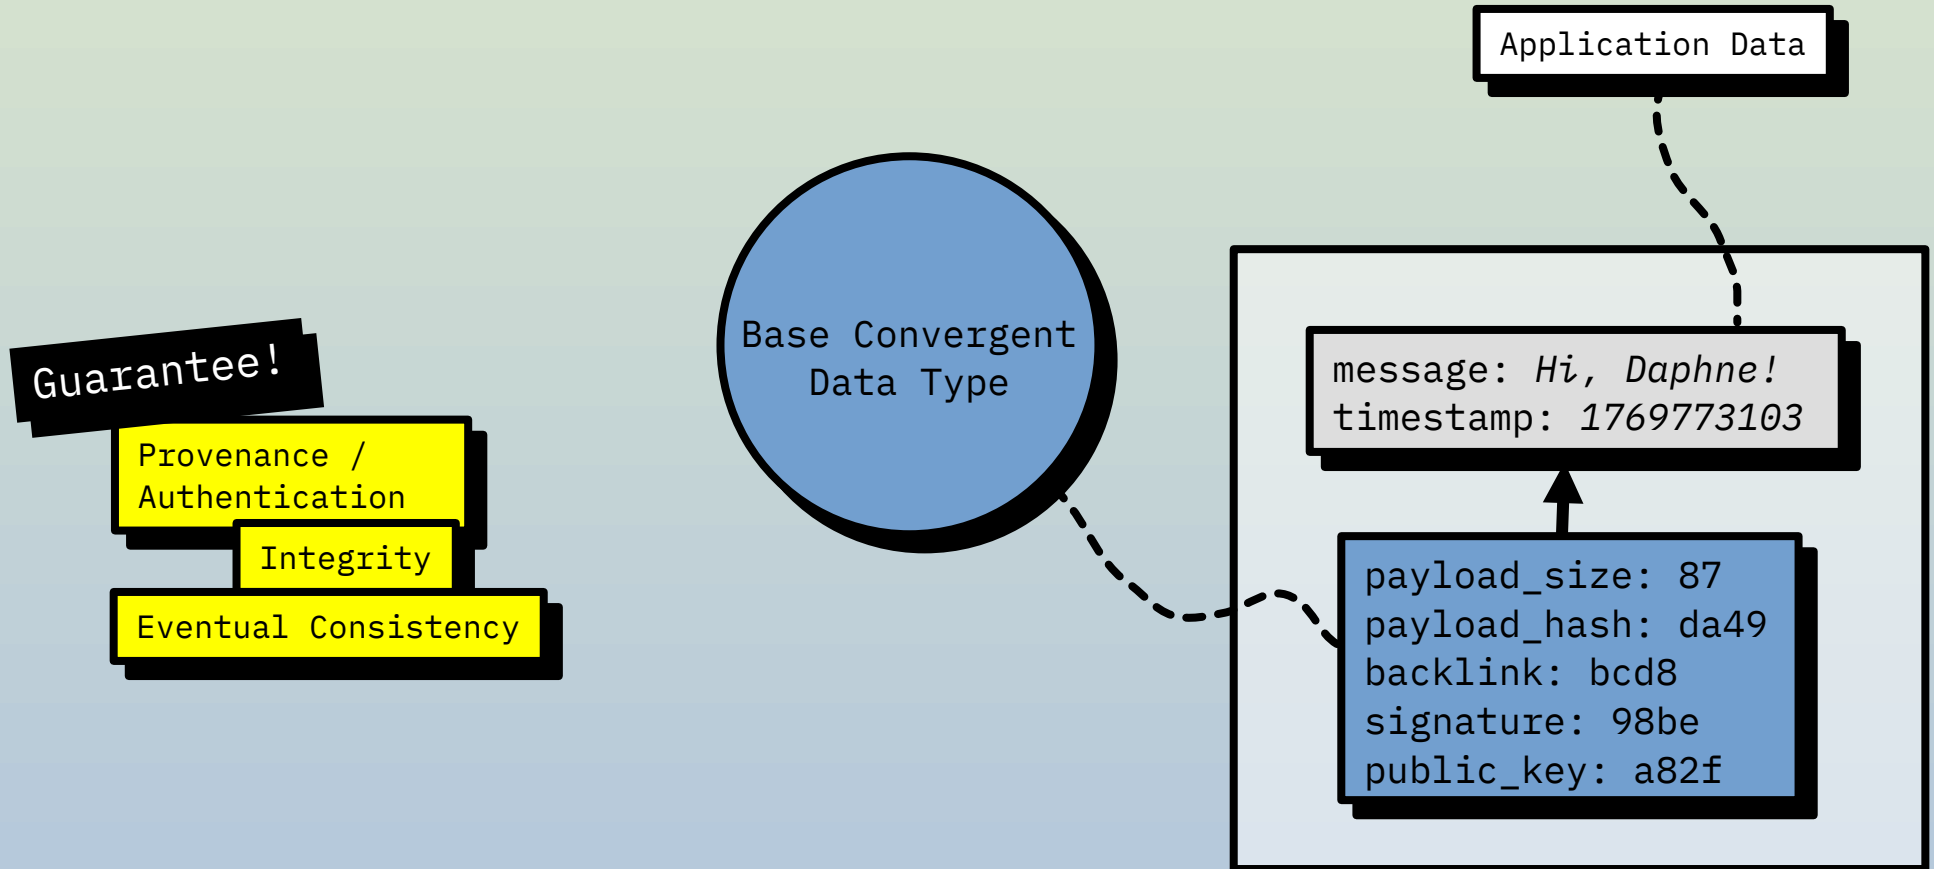 Application Data
Base Convergent
Data Type
Guarantee!
Provenance /
Authentication
Integrity
Eventual Consistency
message: Hi, Daphne!
timestamp: 1769773103
payload_size: 87
payload_hash: da49
backlink: bcd8
signature: 98be
public_key: a82f